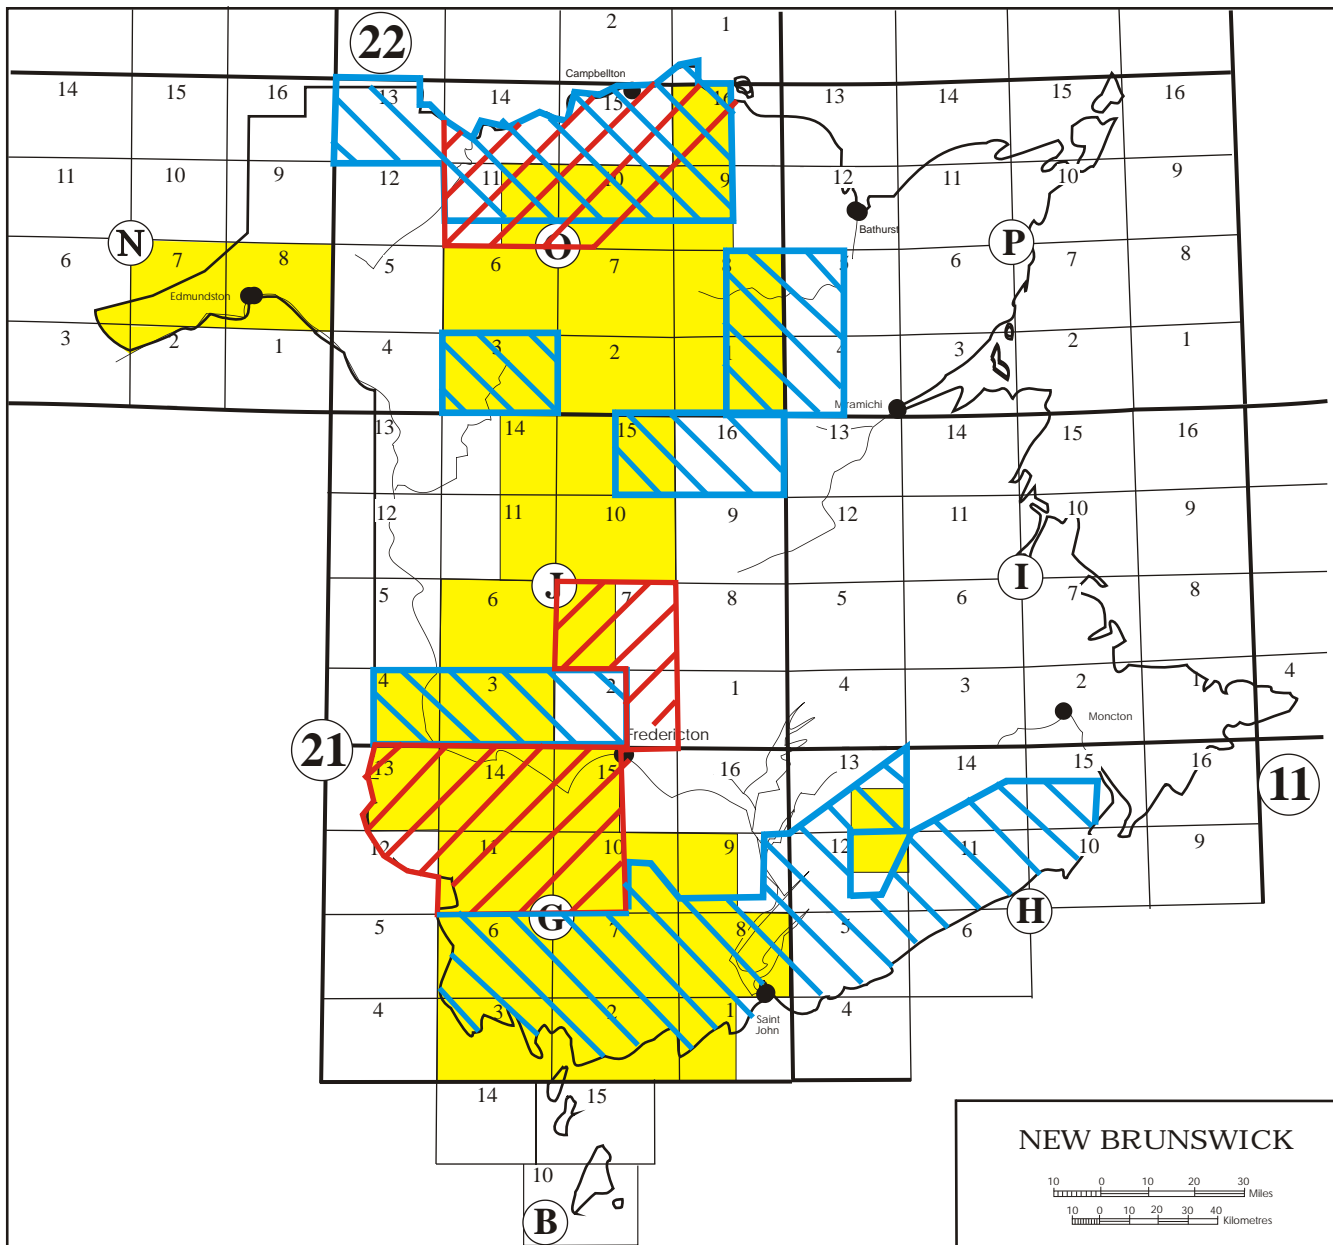 2 1
22
Campbellton
14 15 16 13 14 15 16 13 14 15 16
11 10 9 12 11 10 9 12 11 10 9
Bathurst
N O P
6 7 8 5 6 7 8 5 6 7 8
Edmundston
3 2 1 4 3 2 1 4 3 2 1
Miramichi
13 14 15 16 13 14 15 16
12 11 10 9 12 11 10 9
J I
5 6 7 8 5 6 7 8
4 3 2 1 4 3 2 1 4
Moncton
Fredericton
21
13 14 15 16 13 14 15 16
11
12 11 10 9 12 11 10 9
G H
5 6 7 8 5 6
4 3 2 1 4
Saint
John
14 15
10
B
NEW BRUNSWICK
10 0 10 20 30 Miles
10 0 10 20 30 40 Kilometres